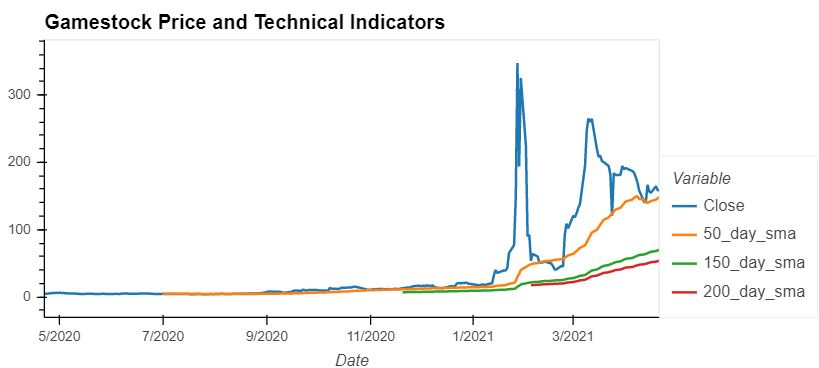 Gamestock Price and Technical Indicators
300
200
100
0
5/2020 7/2020 9/2020 11/2020 1/2021 3/2021
Date
Variable
Close
50_day_sma
150_day_sma
200_day_sma